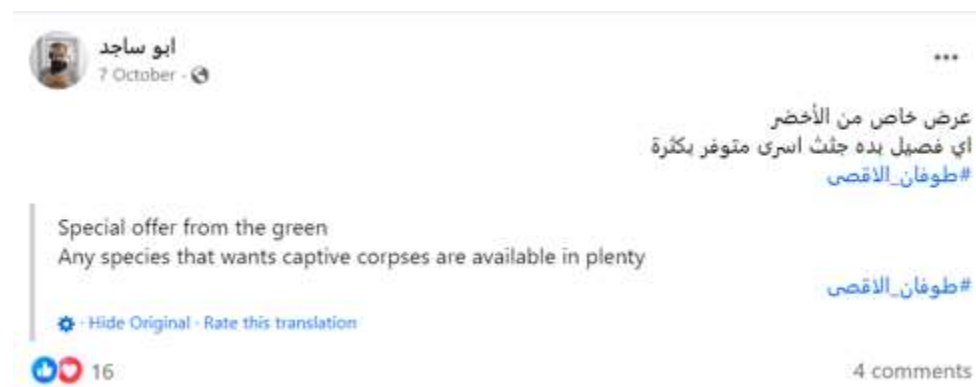 ابو ساجد
7 October ·
...
عرض خاص من الأخضر
اي فصيل بده جثث اسرى متوفر بكثرة
#طوفان_الاقصى
Special offer from the green
Any species that wants captive corpses are available in plenty
#طوفان_الاقصى
· Hide Original · Rate this translation
16
4 comments